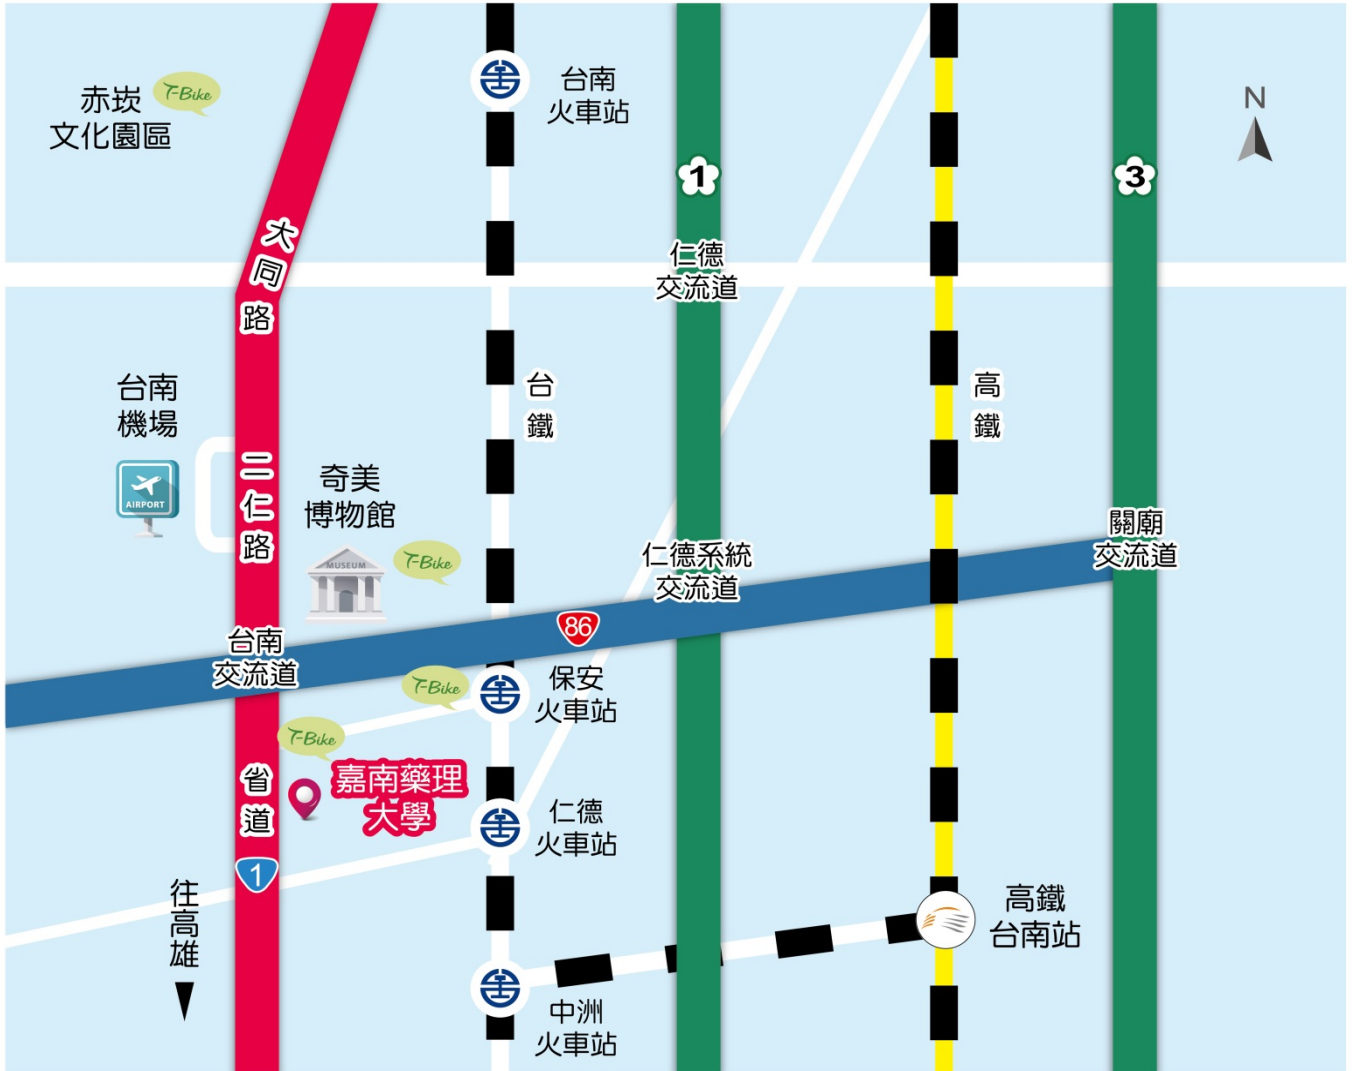 赤崁
文化園區
T-Bike
台南
火車站
N
1
3
大同路
仁德
交流道
台鐵
高鐵
台南
機場
AIRPORT
二仁路
奇美
博物館
MUSEUM
T-Bike
仁德系統
交流道
關廟
交流道
86
台南
交流道
T-Bike
保安
火車站
T-Bike
嘉南藥理
大學
省道
1
仁德
火車站
往高雄
高鐵
台南站
中洲
火車站